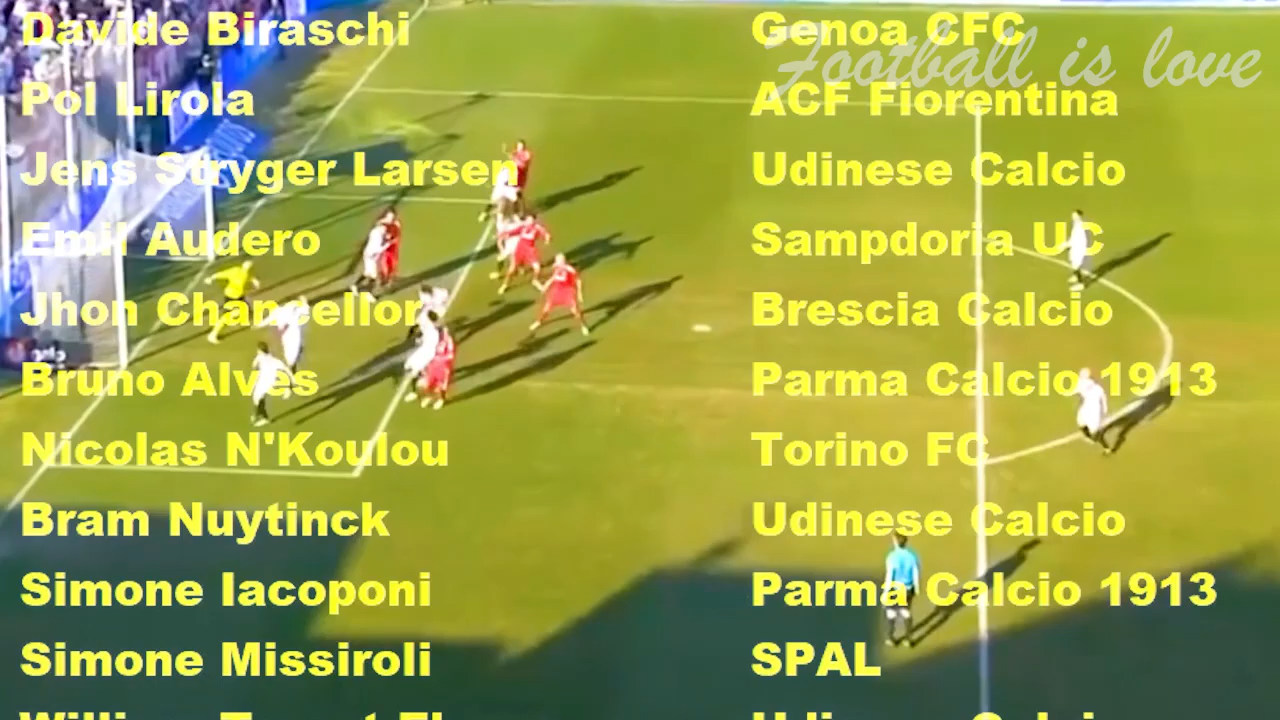 Davide Biraschi Genoa CFC
Football is love
Pol Lirola ACF Fiorentina
Jens Stryger Larsen Udinese Calcio
Emil Audero Sampdoria UC
Jhon Chancellor Brescia Calcio
Bruno Alves Parma Calcio 1913
Nicolas N'Koulou Torino FC
Bram Nuytinck Udinese Calcio
Simone Iacoponi Parma Calcio 1913
Simone Missiroli SPAL